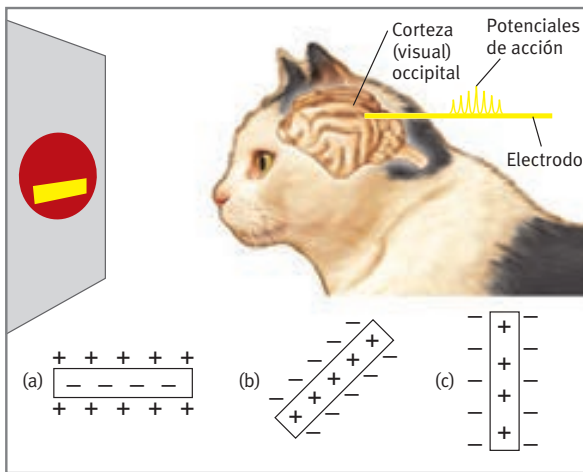 Corteza
(visual)
occipital
Potenciales
de acción
Electrodo
+ + + + +
(a) – – – –
+ + + + +
– – – – –
(b) + + + + +
– – – – –
(c)
– + –
– + –
– + –
– + –
– –